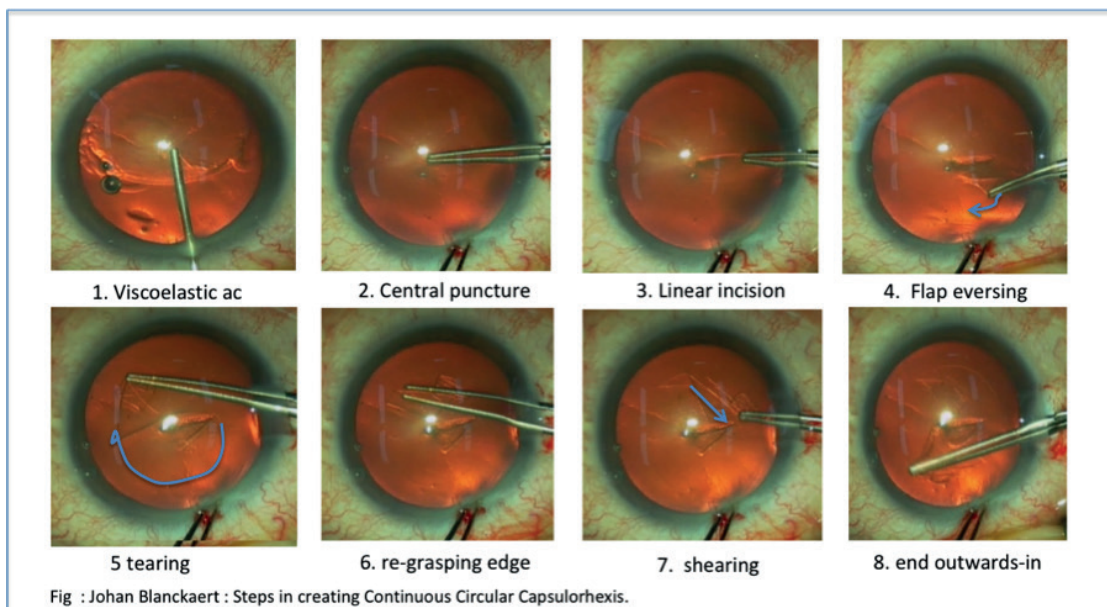 1. Viscoelastic ac
2. Central puncture
3. Linear incision
4. Flap eversing
5 tearing
6. re-grasping edge
7. shearing
8. end outwards-in
Fig : Johan Blanckaert : Steps in creating Continuous Circular Capsulorhexis.